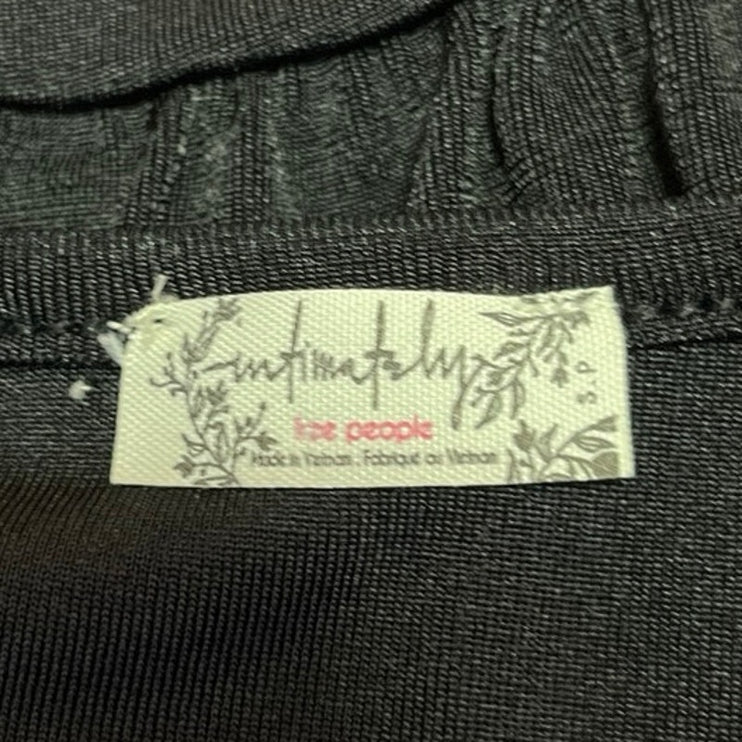 intimately
free people
Made in Vietnam . Fabriqué au Vietnam
S.P